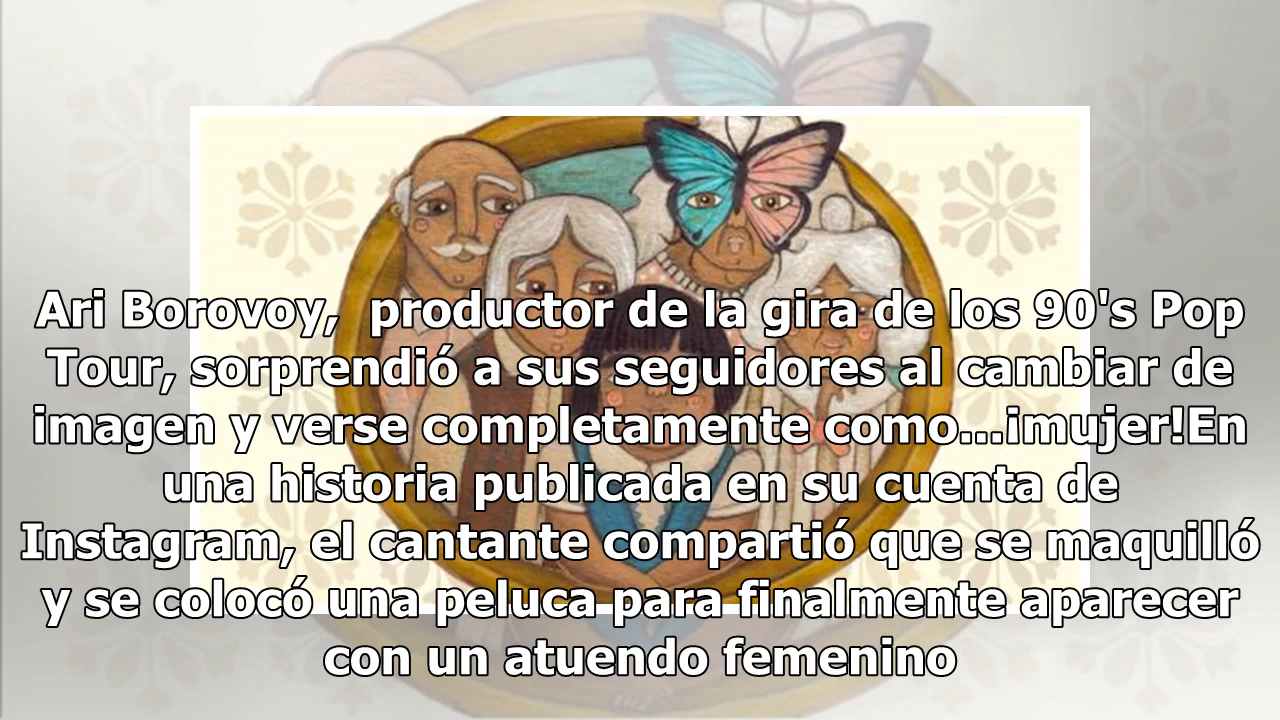 Ari Borovoy,  productor de la gira de los 90's Pop
Tour, sorprendió a sus seguidores al cambiar de
imagen y verse completamente como...¡mujer!En
una historia publicada en su cuenta de
Instagram, el cantante compartió que se maquilló
y se colocó una peluca para finalmente aparecer
con un atuendo femenino